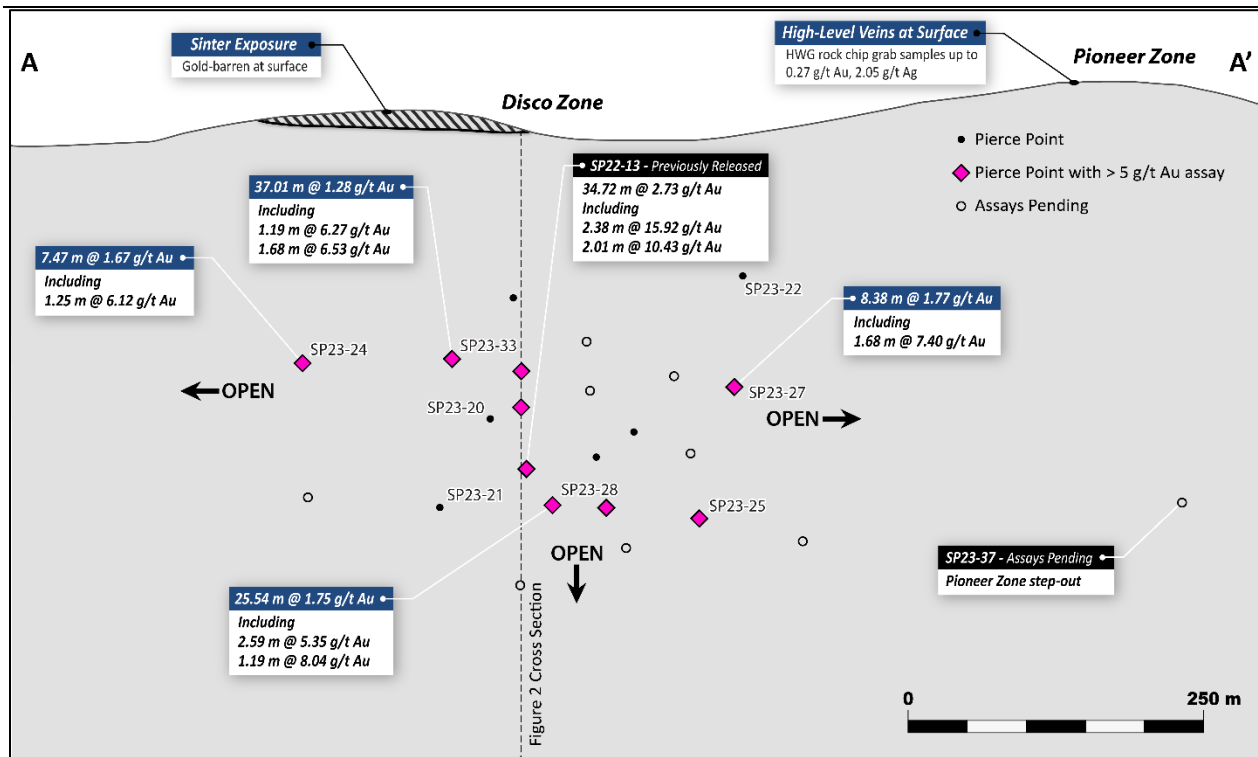 A
Sinter Exposure
Gold-barren at surface
High-Level Veins at Surface
HWG rock chip grab samples up to
0.27 g/t Au, 2.05 g/t Ag
Pioneer Zone
A'
Disco Zone
Pierce Point
Pierce Point with > 5 g/t Au assay
Assays Pending
SP22-13 - Previously Released
34.72 m @ 2.73 g/t Au
Including
2.38 m @ 15.92 g/t Au
2.01 m @ 10.43 g/t Au
37.01 m @ 1.28 g/t Au
Including
1.19 m @ 6.27 g/t Au
1.68 m @ 6.53 g/t Au
7.47 m @ 1.67 g/t Au
Including
1.25 m @ 6.12 g/t Au
SP23-22
8.38 m @ 1.77 g/t Au
Including
1.68 m @ 7.40 g/t Au
SP23-24
SP23-33
SP23-27
OPEN
SP23-20
OPEN
SP23-21
SP23-28
SP23-25
OPEN
SP23-37 - Assays Pending
Pioneer Zone step-out
25.54 m @ 1.75 g/t Au
Including
2.59 m @ 5.35 g/t Au
1.19 m @ 8.04 g/t Au
Figure 2 Cross Section
0
250 m